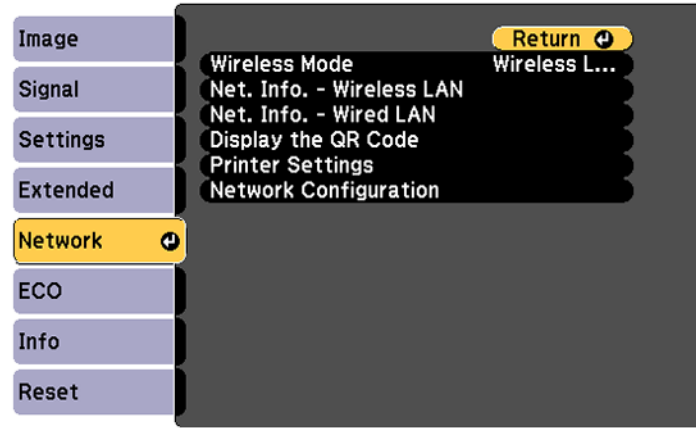 Image
Signal
Settings
Extended
Network
ECO
Info
Reset
Return
Wireless Mode Wireless L...
Net. Info. - Wireless LAN
Net. Info. - Wired LAN
Display the QR Code
Printer Settings
Network Configuration